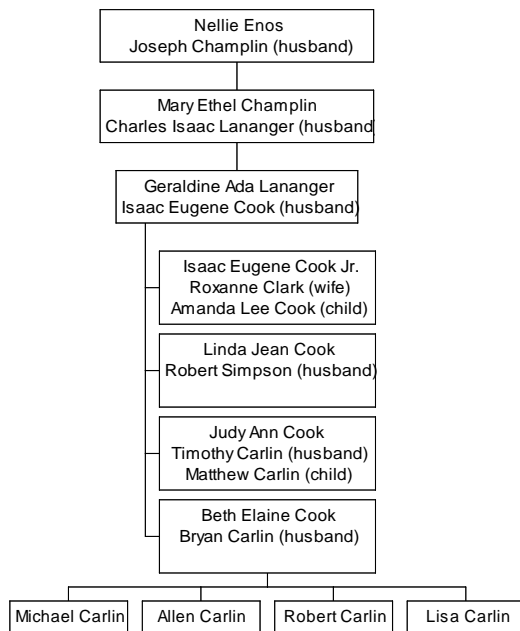 Nellie Enos
Joseph Champlin (husband)
Mary Ethel Champlin
Charles Isaac Lananger (husband)
Geraldine Ada Lananger
Isaac Eugene Cook (husband)
Isaac Eugene Cook Jr.
Roxanne Clark (wife)
Amanda Lee Cook (child)
Linda Jean Cook
Robert Simpson (husband)
Judy Ann Cook
Timothy Carlin (husband)
Matthew Carlin (child)
Beth Elaine Cook
Bryan Carlin (husband)
Michael Carlin
Allen Carlin
Robert Carlin
Lisa Carlin